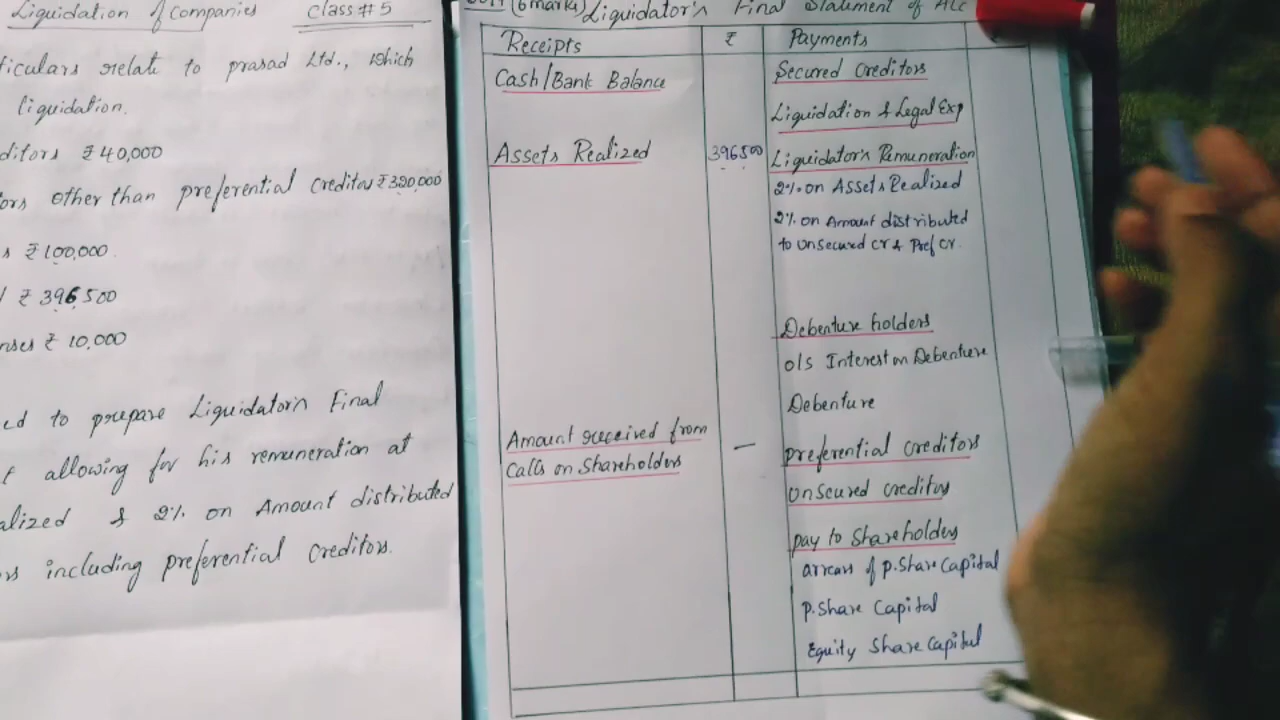 Liquidation of Companies Class # 5
ticulars relate to prasad Ltd., which
liquidation.
ditors ₹40,000
ors other than preferential creditors ₹320,000
s ₹100,000
₹ 396500
nses ₹ 10,000
ed to prepare Liquidator's Final
allowing for his remuneration at
alized & 2% on Amount distributed
rs including preferential Creditors.
(6marks) Liquidator's Final Statement of A/c
Receipts ₹ Payments
Cash/Bank Balance
Assets Realized 396500
Amount received from
Calls on Shareholders —
Secured Creditors
Liquidation & Legal Exp
Liquidator's Remuneration
2% on Assets Realized
2% on Amount distributed
to unsecured Cr & Pref Cr.
Debenture holders
o/s Interest on Debenture
Debenture
preferential Creditors
unsecured creditors
pay to Shareholders
arrears of P.Share Capital
P.Share Capital
Equity Share Capital